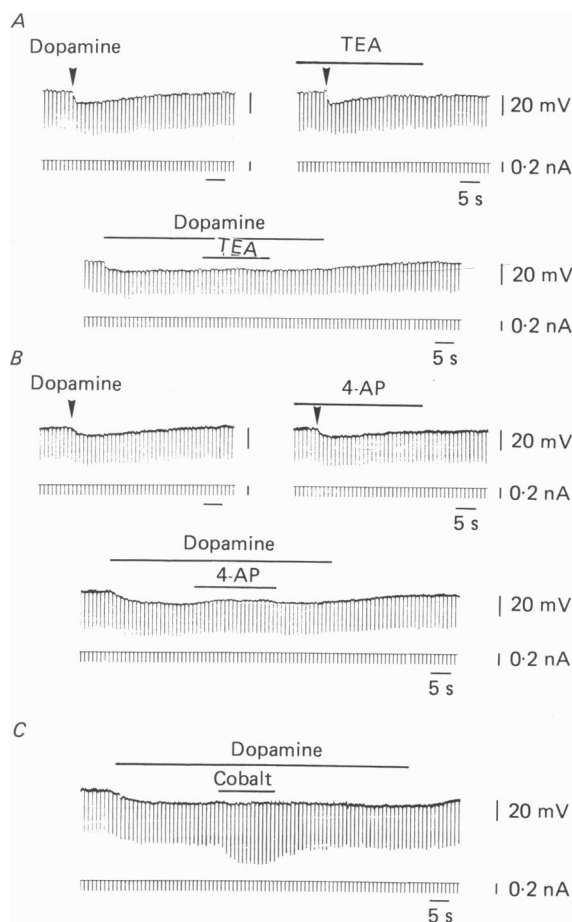 A
Dopamine
TEA
20 mV
0·2 nA
5 s
Dopamine
TEA
20 mV
0·2 nA
5 s
B
Dopamine
4-AP
20 mV
0·2 nA
5 s
Dopamine
4-AP
20 mV
0·2 nA
5 s
C
Dopamine
Cobalt
20 mV
0·2 nA
5 s